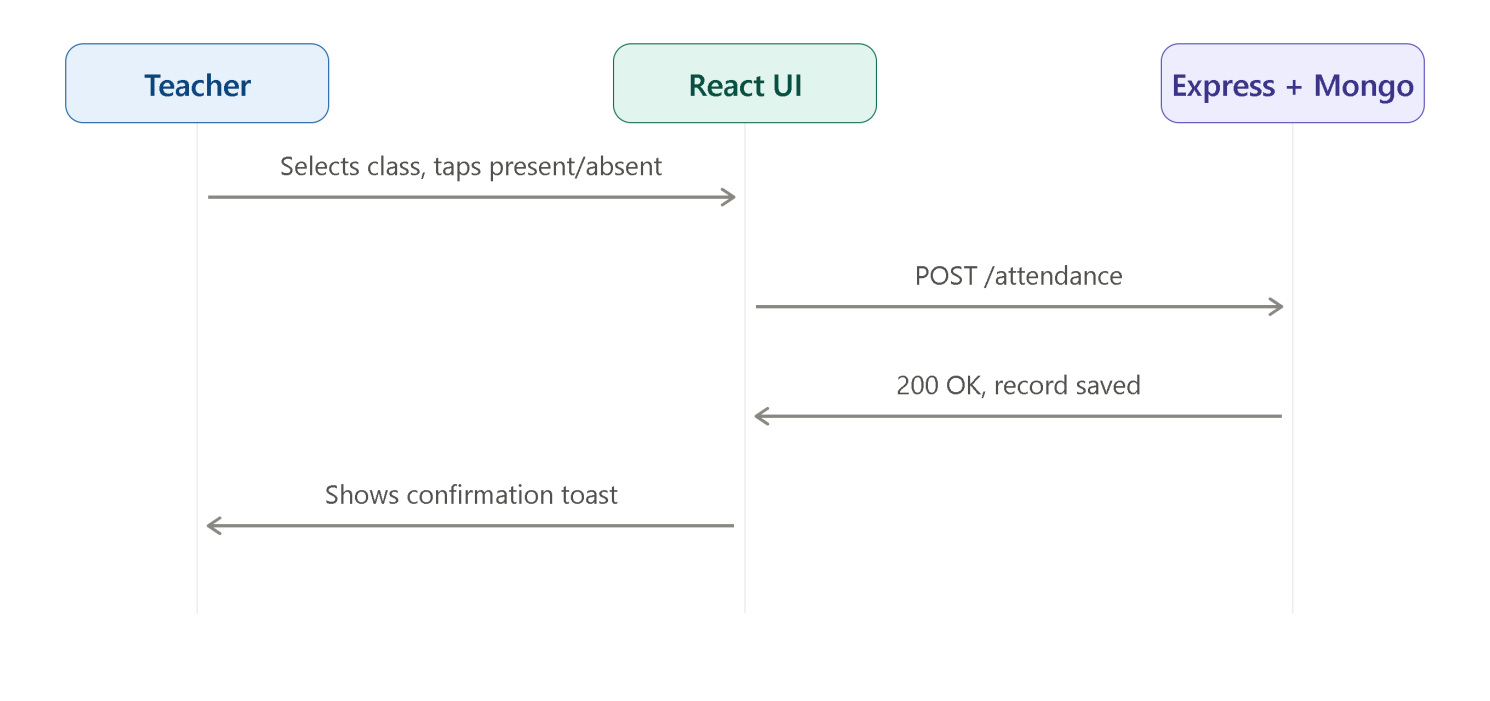 Teacher
React UI
Express + Mongo
Selects class, taps present/absent
POST /attendance
200 OK, record saved
Shows confirmation toast